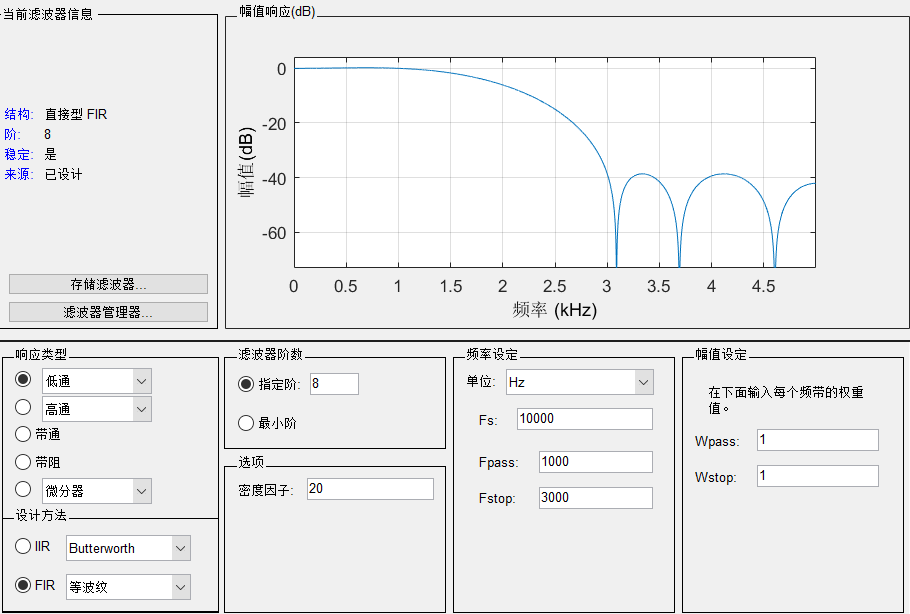 当前滤波器信息
结构: 直接型 FIR
阶: 8
稳定: 是
来源: 已设计
存储滤波器...
滤波器管理器...
幅值响应(dB)
0
-20
-40
-60
幅值(dB)
0 0.5 1 1.5 2 2.5 3 3.5 4 4.5
频率 (kHz)
响应类型
低通
高通
带通
带阻
微分器
设计方法
IIR Butterworth
FIR 等波纹
滤波器阶数
指定阶: 8
最小阶
选项
密度因子: 20
频率设定
单位: Hz
Fs: 10000
Fpass: 1000
Fstop: 3000
幅值设定
在下面输入每个频带的权重
值。
Wpass: 1
Wstop: 1